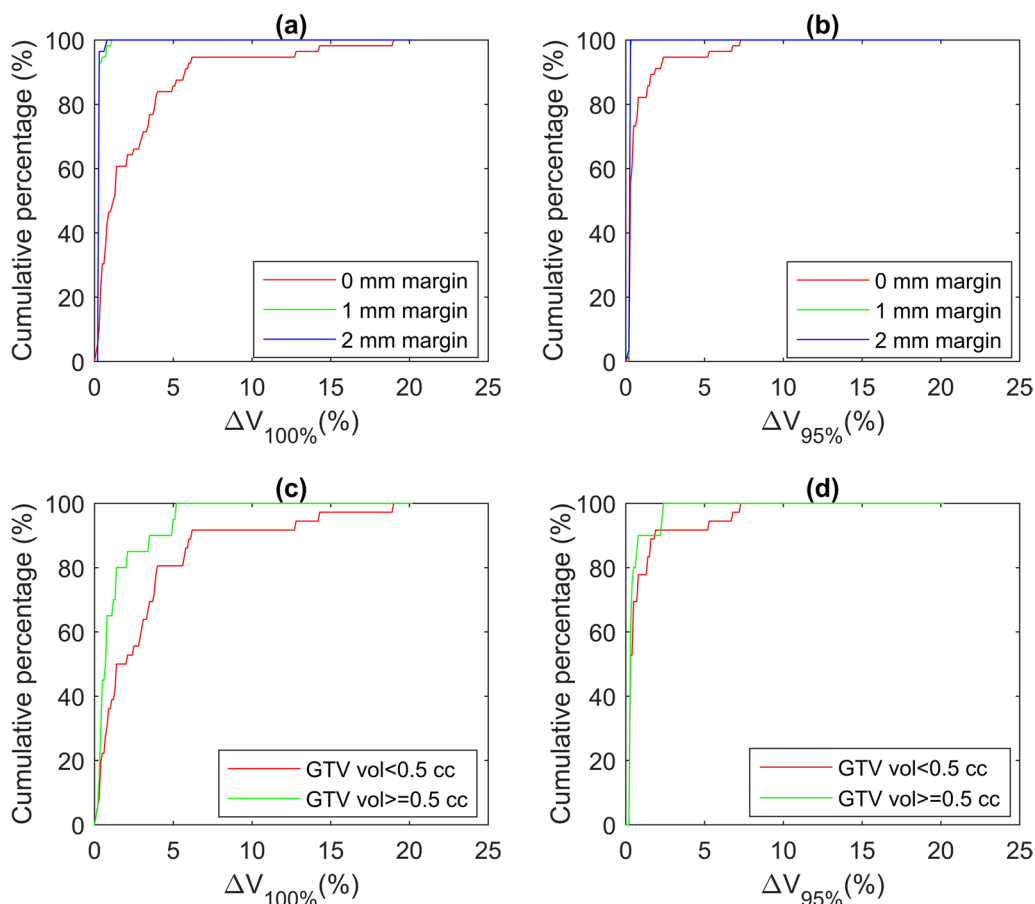 (a)
Cumulative percentage (%)
100
80
60
40
20
0
0 mm margin
1 mm margin
2 mm margin
0 5 10 15 20 25
ΔV100%(%)
(b)
Cumulative percentage (%)
100
80
60
40
20
0
0 mm margin
1 mm margin
2 mm margin
0 5 10 15 20 25
ΔV95%(%)
(c)
Cumulative percentage (%)
100
80
60
40
20
0
GTV vol<0.5 cc
GTV vol>=0.5 cc
0 5 10 15 20 25
ΔV100%(%)
(d)
Cumulative percentage (%)
100
80
60
40
20
0
GTV vol<0.5 cc
GTV vol>=0.5 cc
0 5 10 15 20 25
ΔV95%(%)